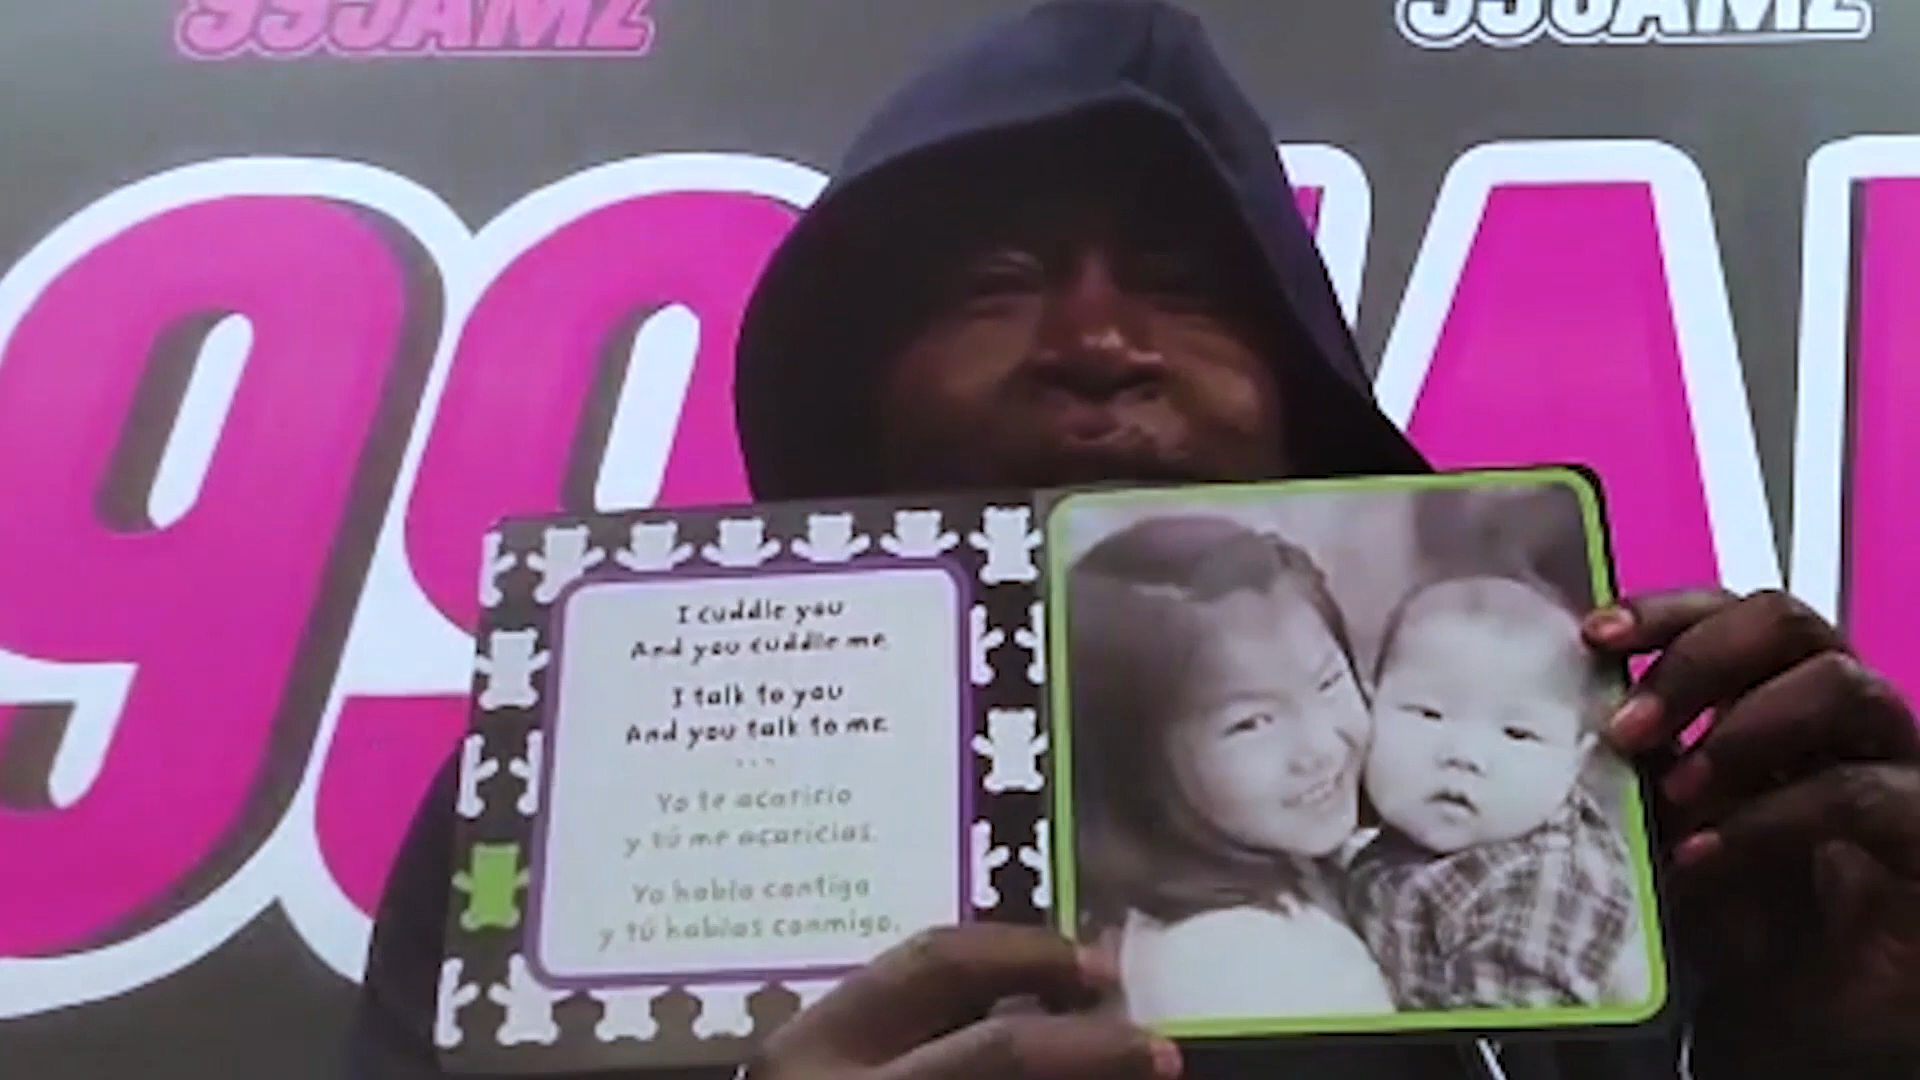 99JAMZ
99JAMZ
99JA
I cuddle you
And you cuddle me.
I talk to you
And you talk to me.
...
Yo te acaricio
y tú me acaricias.
Yo hablo contigo
y tú hablas conmigo.